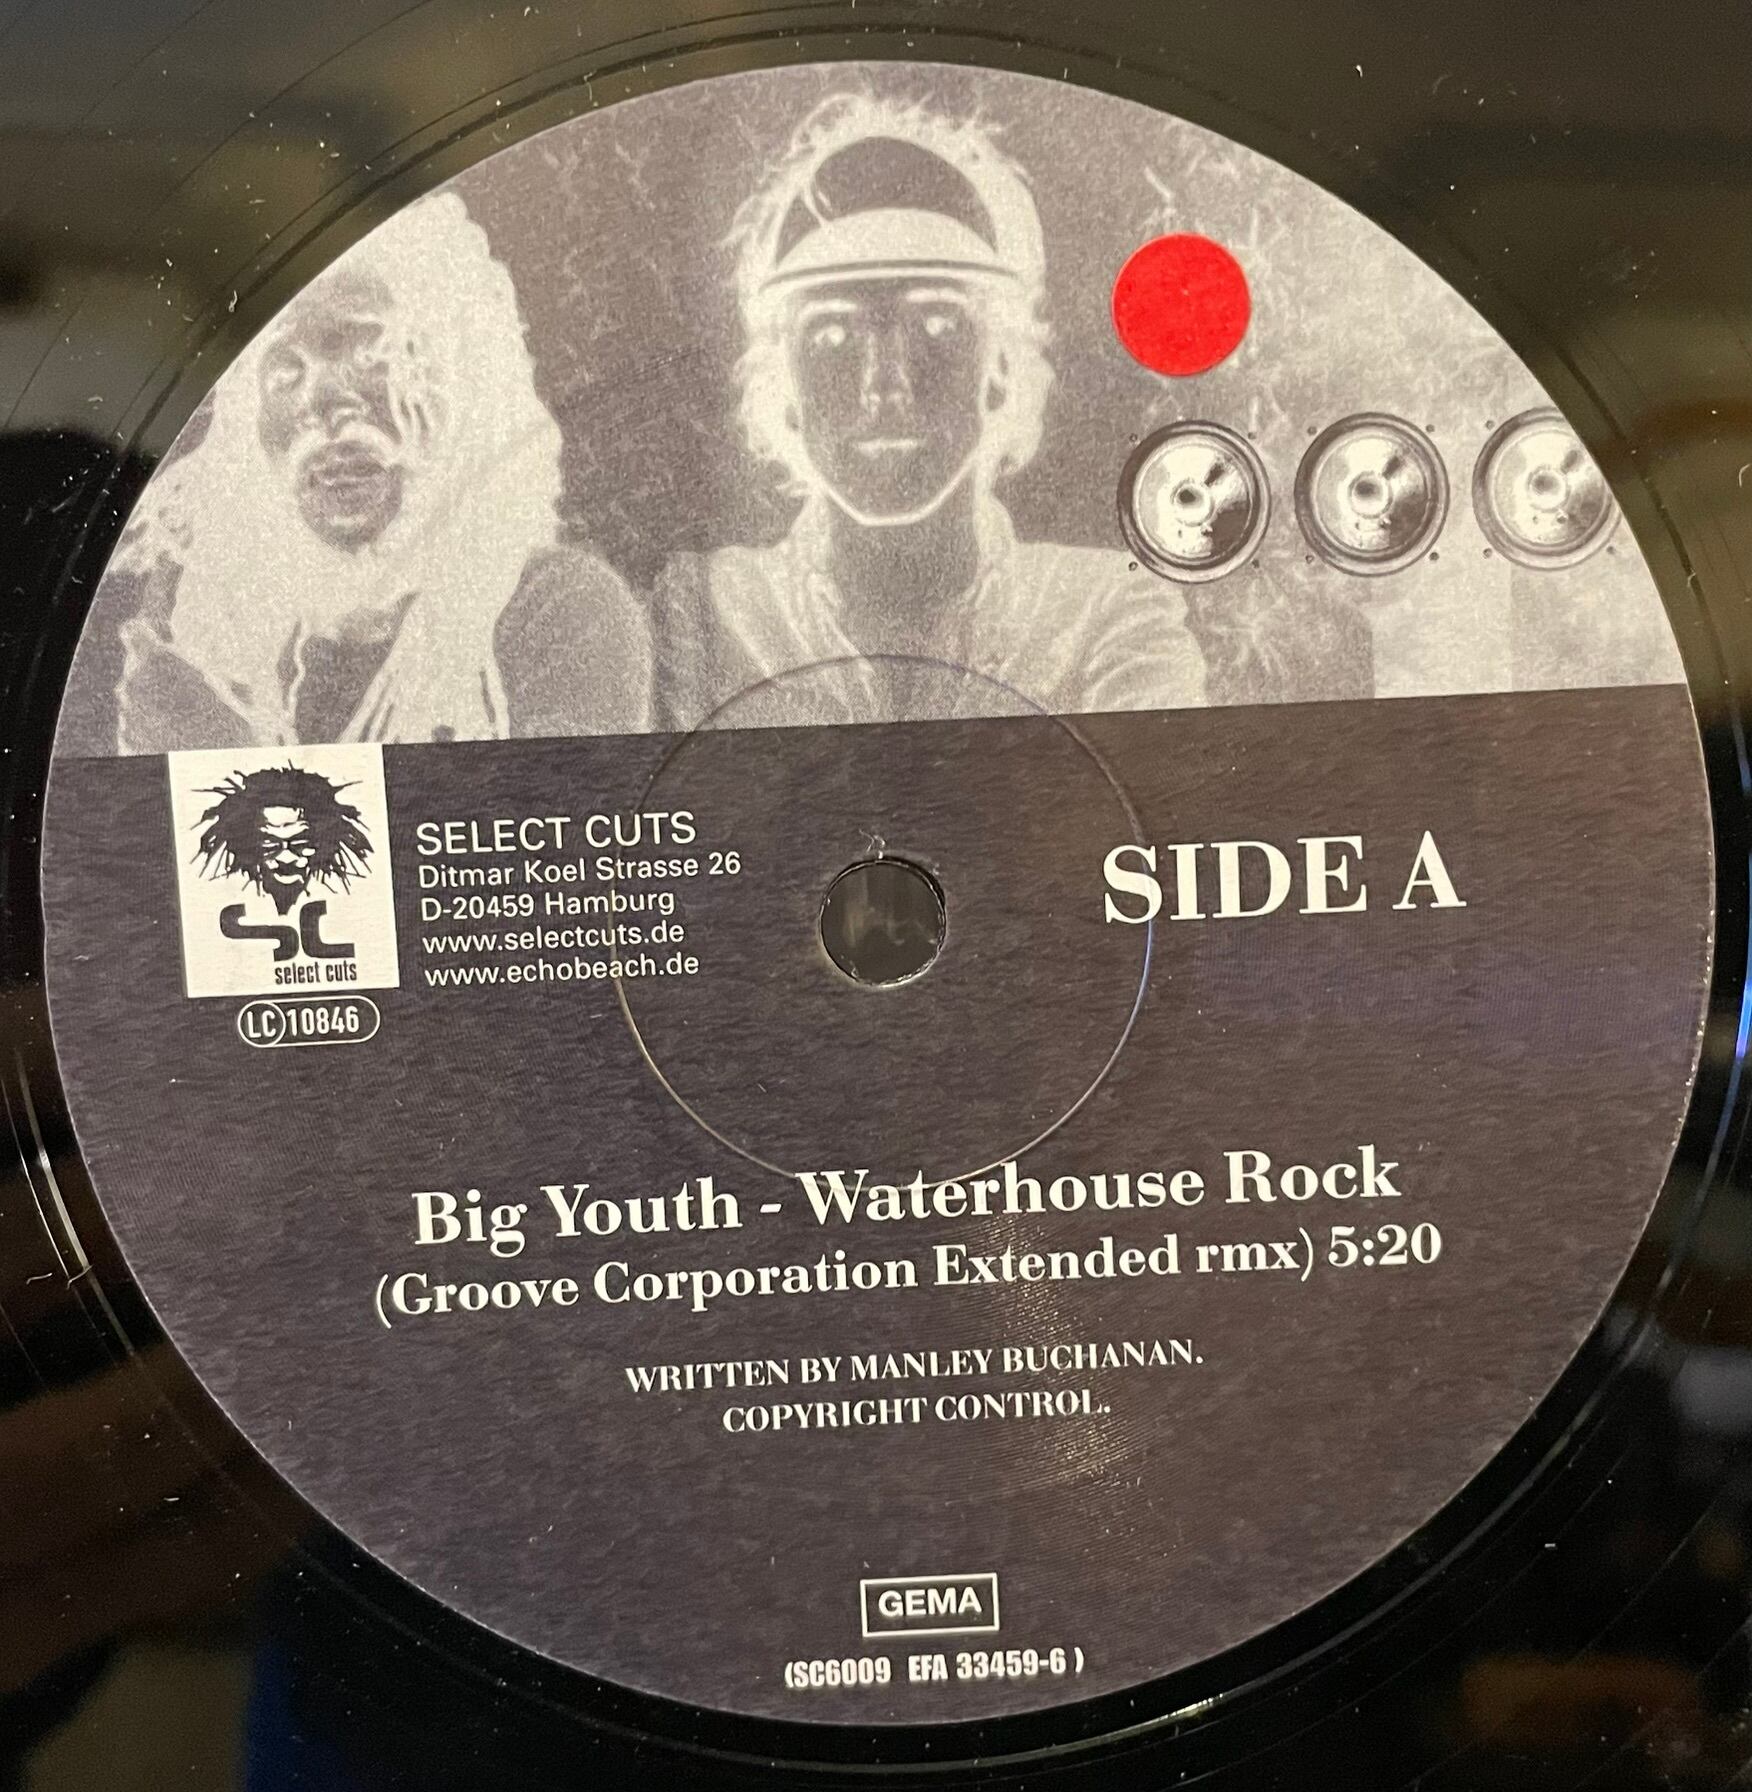 SELECT CUTS
Ditmar Koel Strasse 26
D-20459 Hamburg
www.selectcuts.de
www.echobeach.de
SC
select cuts
LC 10846
SIDE A
Big Youth - Waterhouse Rock
(Groove Corporation Extended rmx) 5:20
WRITTEN BY MANLEY BUCHANAN.
COPYRIGHT CONTROL.
GEMA
(SC6009 EFA 33459-6 )